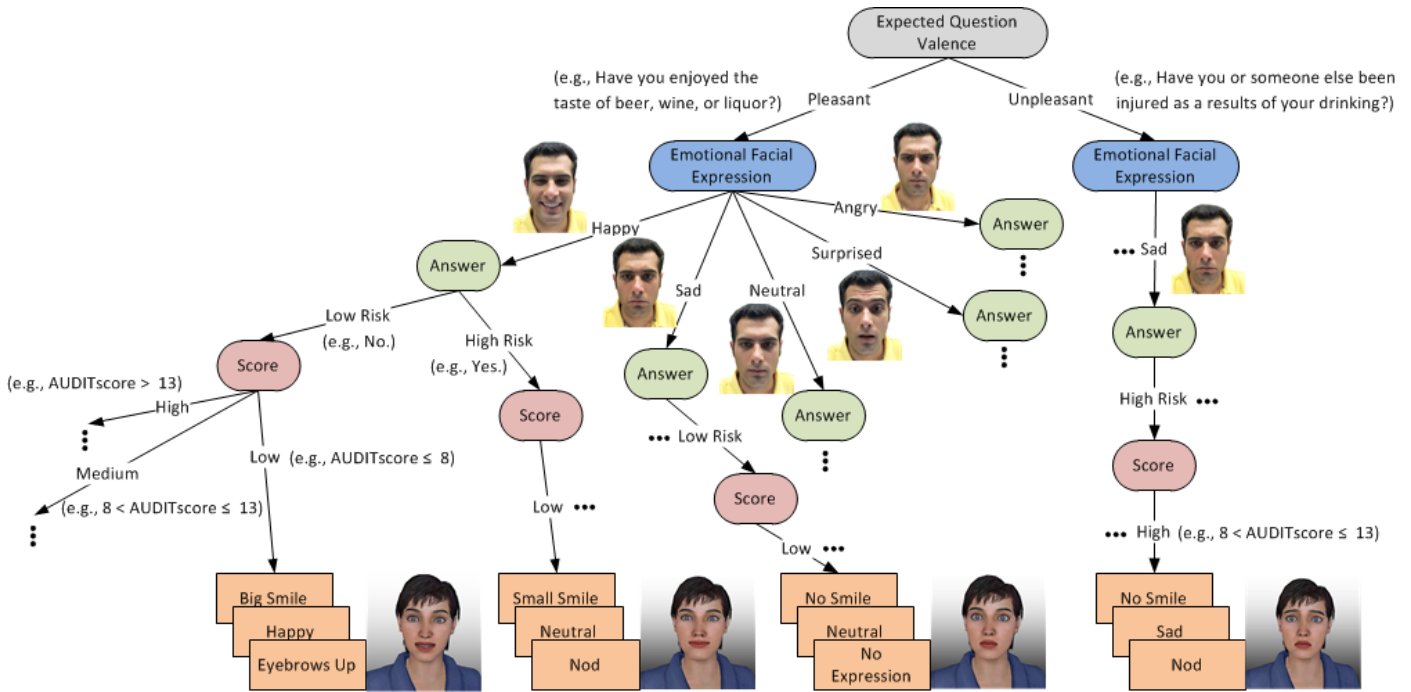 Expected Question
Valence
(e.g., Have you enjoyed the
taste of beer, wine, or liquor?)
Pleasant
Unpleasant
(e.g., Have you or someone else been
injured as a results of your drinking?)
Emotional Facial
Expression
Emotional Facial
Expression
Happy
Sad
Neutral
Surprised
Angry
Answer
Answer
Answer
Answer
Answer
••• Sad
Answer
Low Risk
(e.g., No.)
High Risk
(e.g., Yes.)
Score
Score
(e.g., AUDITscore > 13)
High
Medium
(e.g., 8 < AUDITscore ≤ 13)
Low
(e.g., AUDITscore ≤ 8)
Low •••
••• Low Risk
Score
Low •••
High Risk •••
Score
••• High (e.g., 8 < AUDITscore ≤ 13)
Big Smile
Happy
Eyebrows Up
Small Smile
Neutral
Nod
No Smile
Neutral
No
Expression
No Smile
Sad
Nod